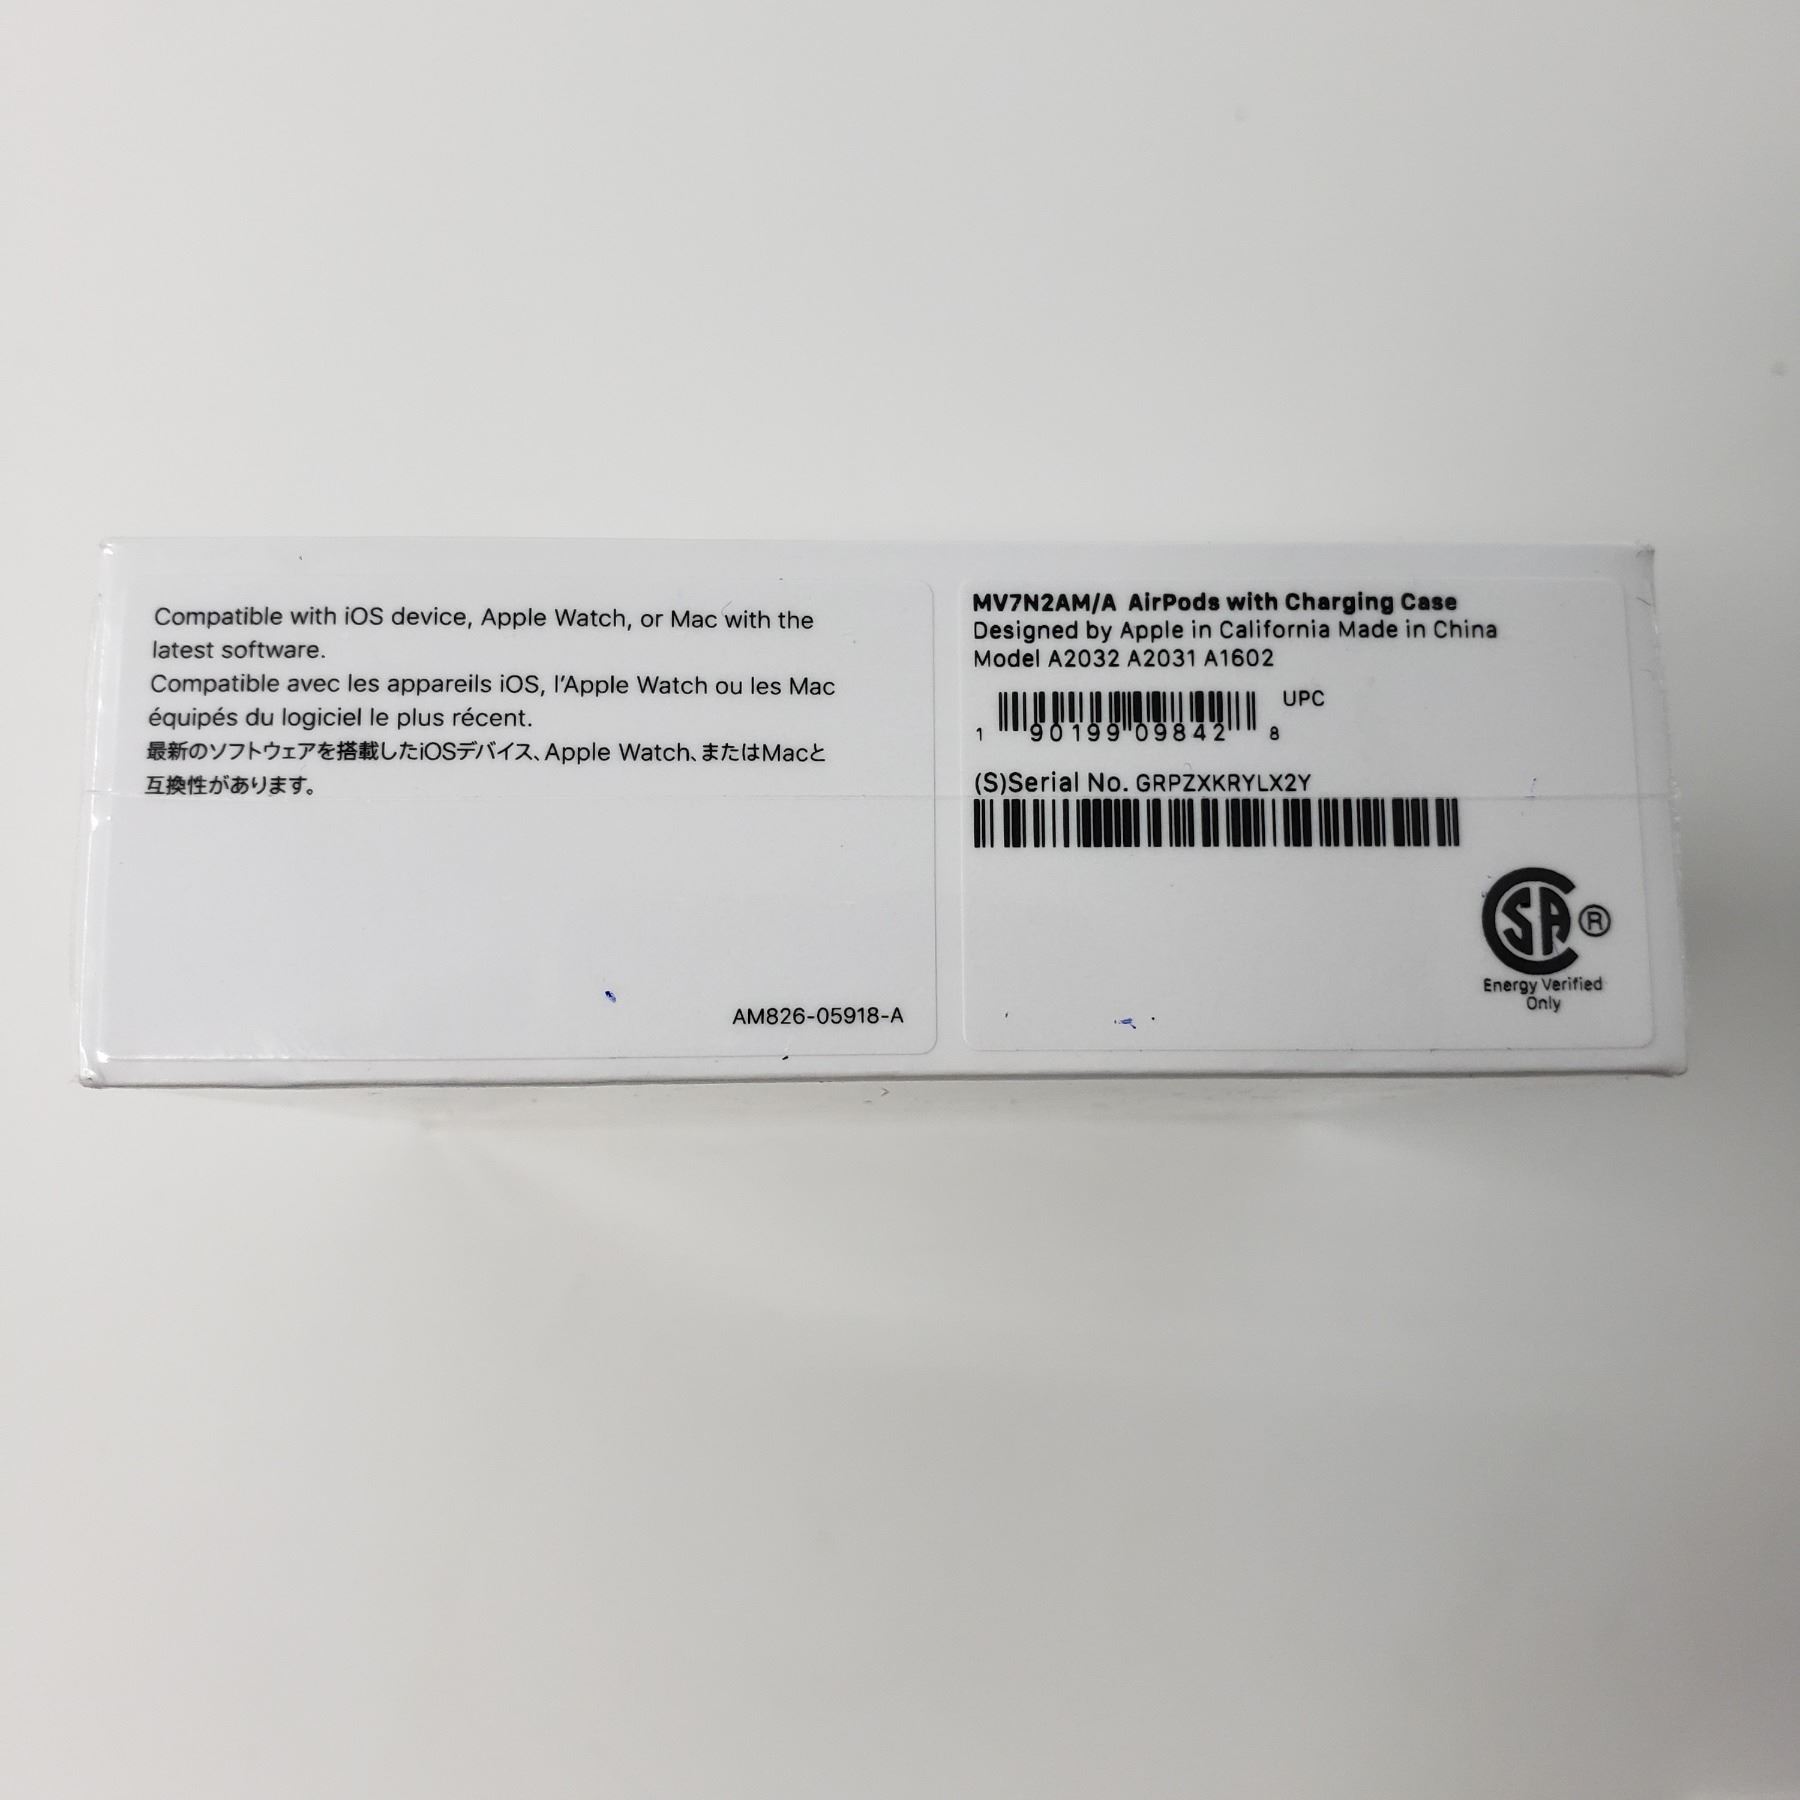 Compatible with iOS device, Apple Watch, or Mac with the
latest software.
Compatible avec les appareils iOS, l'Apple Watch ou les Mac
équipés du logiciel le plus récent.
最新のソフトウェアを搭載したiOSデバイス、Apple Watch、またはMacと
互換性があります。
AM826-05918-A
MV7N2AM/A AirPods with Charging Case
Designed by Apple in California Made in China
Model A2032 A2031 A1602
UPC
1 90199 09842 8
(S)Serial No. GRPZXKRYLX2Y
CSA ®
Energy Verified
Only